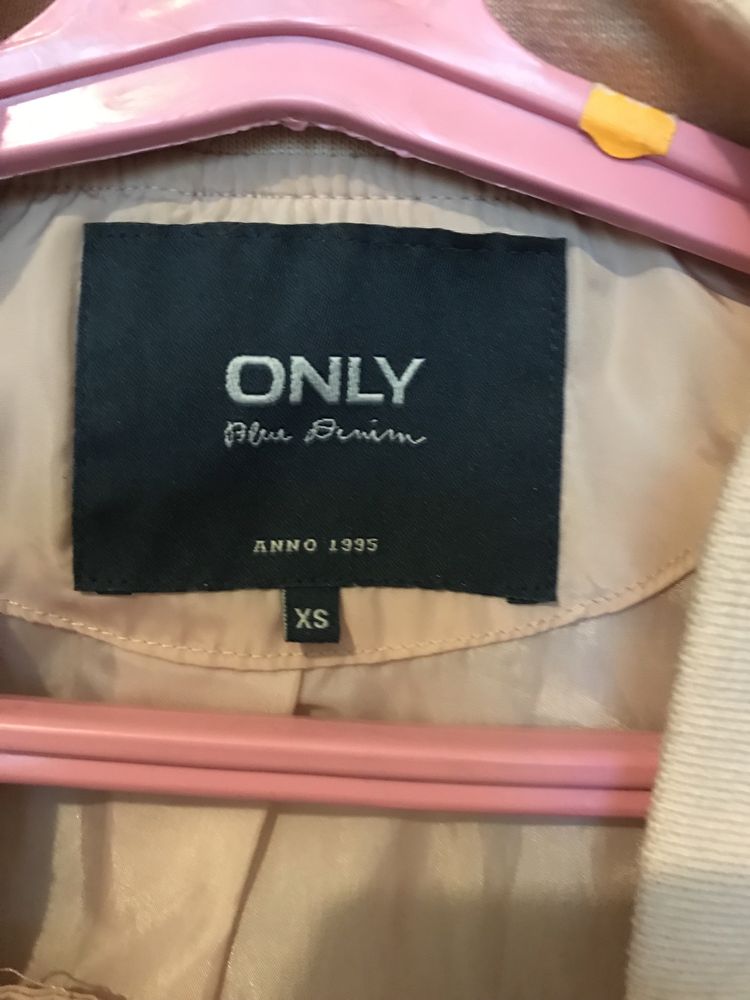 ONLY
Blue Denim
ANNO 1995
XS